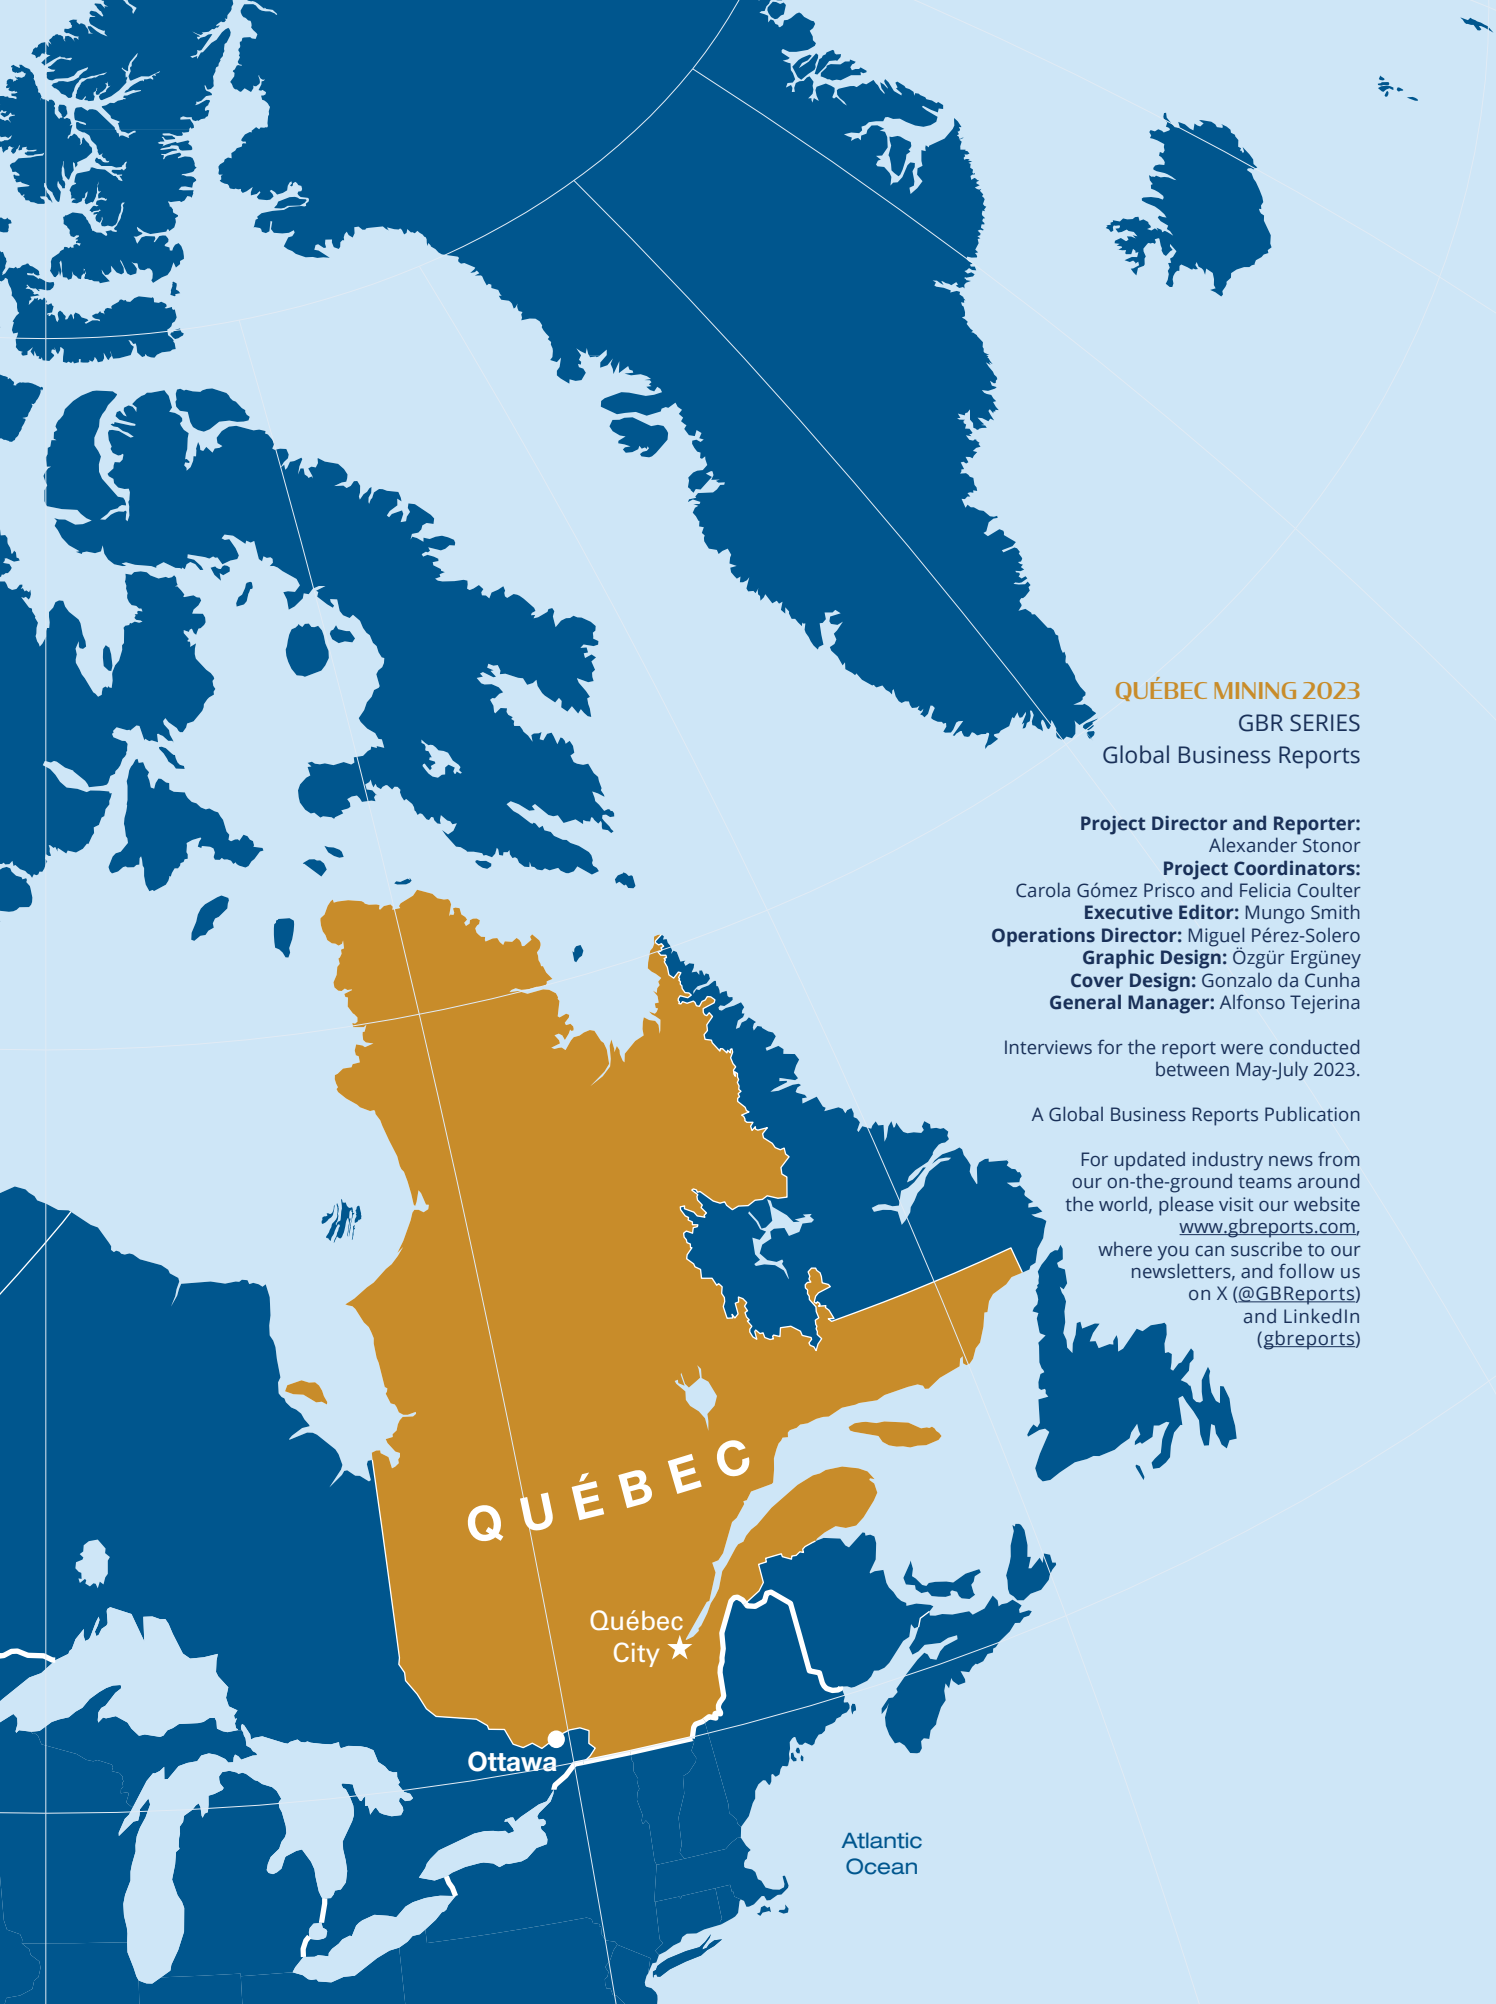 QUÉBEC MINING 2023
GBR SERIES
Global Business Reports
Project Director and Reporter:
Alexander Stonor
Project Coordinators:
Carola Gómez Prisco and Felicia Coulter
Executive Editor: Mungo Smith
Operations Director: Miguel Pérez-Solero
Graphic Design: Özgür Ergüney
Cover Design: Gonzalo da Cunha
General Manager: Alfonso Tejerina
Interviews for the report were conducted
between May-July 2023.
A Global Business Reports Publication
For updated industry news from
our on-the-ground teams around
the world, please visit our website
www.gbreports.com,
where you can suscribe to our
newsletters, and follow us
on X (@GBReports)
and LinkedIn
(gbreports)
QUÉBEC
Québec
City
Ottawa
Atlantic
Ocean